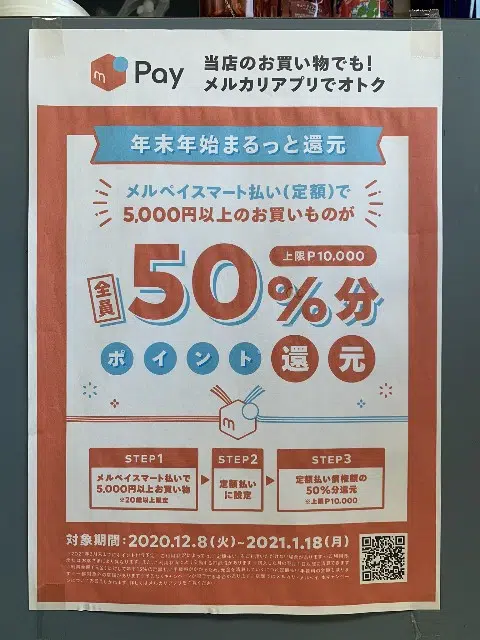 m Pay
当店のお買い物でも!
メルカリアプリでオトク
年末年始まるっと還元
メルペイスマート払い(定額)で
5,000円以上のお買いものが
上限P10,000
全員
50%分
ポイント還元
m
STEP1
メルペイスマート払いで
5,000円以上お買い物
※20歳以上限定
STEP2
定額払い
に設定
STEP3
定額払い債権額の
50%分還元
※上限P10,000
対象期間:2020.12.8(火)~2021.1.18(月)